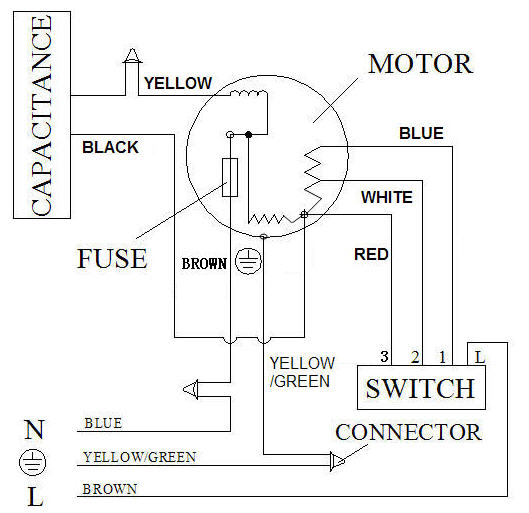 CAPACITANCE
YELLOW
MOTOR
BLACK
BLUE
WHITE
FUSE
BROWN
RED
YELLOW
/GREEN
3 2 1 L
SWITCH
CONNECTOR
N BLUE
YELLOW/GREEN
L BROWN